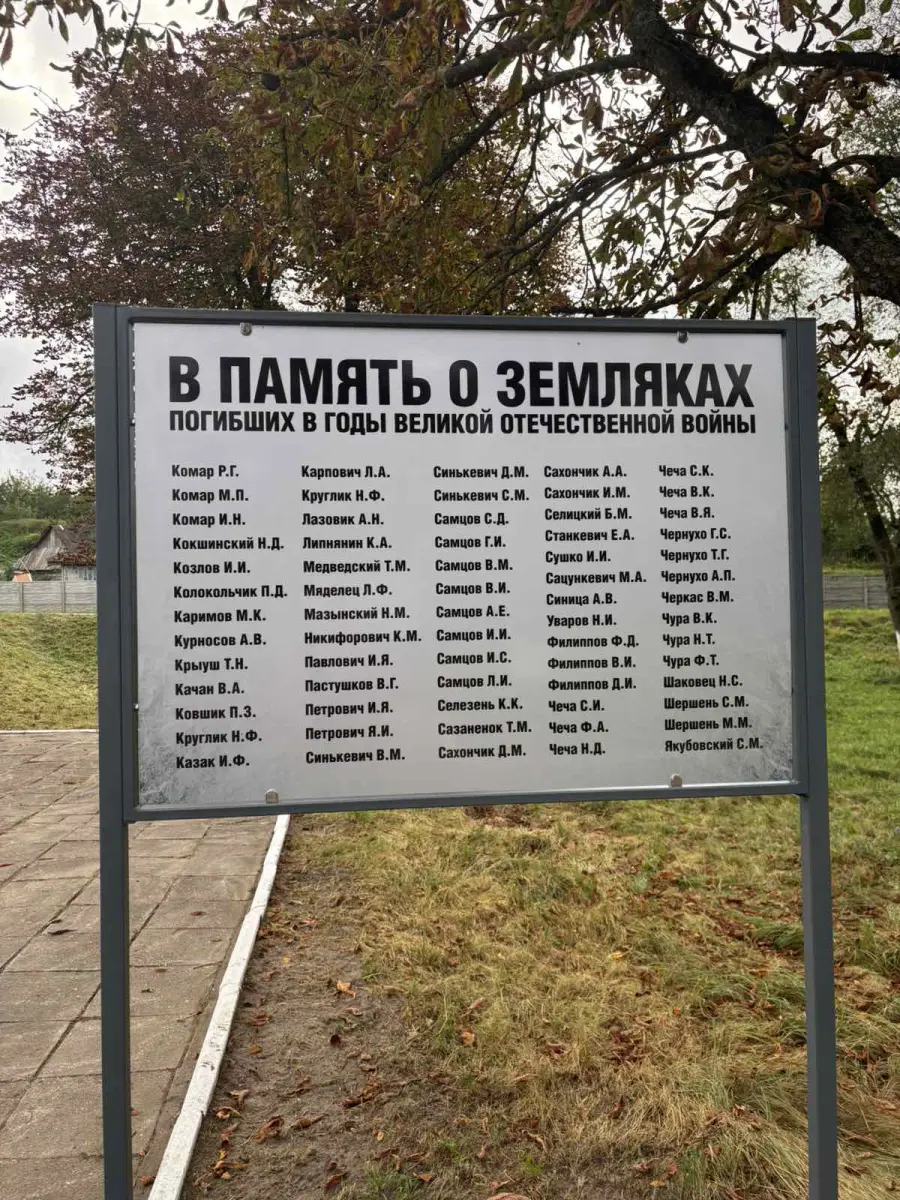 В ПАМЯТЬ О ЗЕМЛЯКАХ
ПОГИБШИХ В ГОДЫ ВЕЛИКОЙ ОТЕЧЕСТВЕННОЙ ВОЙНЫ
Комар Р.Г.
Комар М.П.
Комар И.Н.
Кокшинский Н.Д.
Козлов И.И.
Колокольчик П.Д.
Каримов М.К.
Курносов А.В.
Крыуш Т.Н.
Качан В.А.
Ковшик П.З.
Круглик Н.Ф.
Казак И.Ф.
Карпович Л.А.
Круглик Н.Ф.
Лазовик А.Н.
Липнянин К.А.
Медведский Т.М.
Мяделец Л.Ф.
Мазынский Н.М.
Никифорович К.М.
Павлович И.Я.
Пастушков В.Г.
Петрович И.Я.
Петрович Я.И.
Синькевич В.М.
Синькевич Д.М.
Синькевич С.М.
Самцов С.Д.
Самцов Г.И.
Самцов В.М.
Самцов В.И.
Самцов А.Е.
Самцов И.И.
Самцов И.С.
Самцов Л.И.
Селезень К.К.
Сазаненок Т.М.
Сахончик Д.М.
Сахончик А.А.
Сахончик И.М.
Селицкий Б.М.
Станкевич Е.А.
Сушко И.И.
Сацункевич М.А.
Синица А.В.
Уваров Н.И.
Филиппов Ф.Д.
Филиппов В.И.
Филиппов Д.И.
Чеча С.И.
Чеча Ф.А.
Чеча Н.Д.
Чеча С.К.
Чеча В.К.
Чеча В.Я.
Чернухо Г.С.
Чернухо Т.Г.
Чернухо А.П.
Черкас В.М.
Чура В.К.
Чура Н.Т.
Чура Ф.Т.
Шаковец Н.С.
Шершень С.М.
Шершень М.М.
Якубовский С.М.